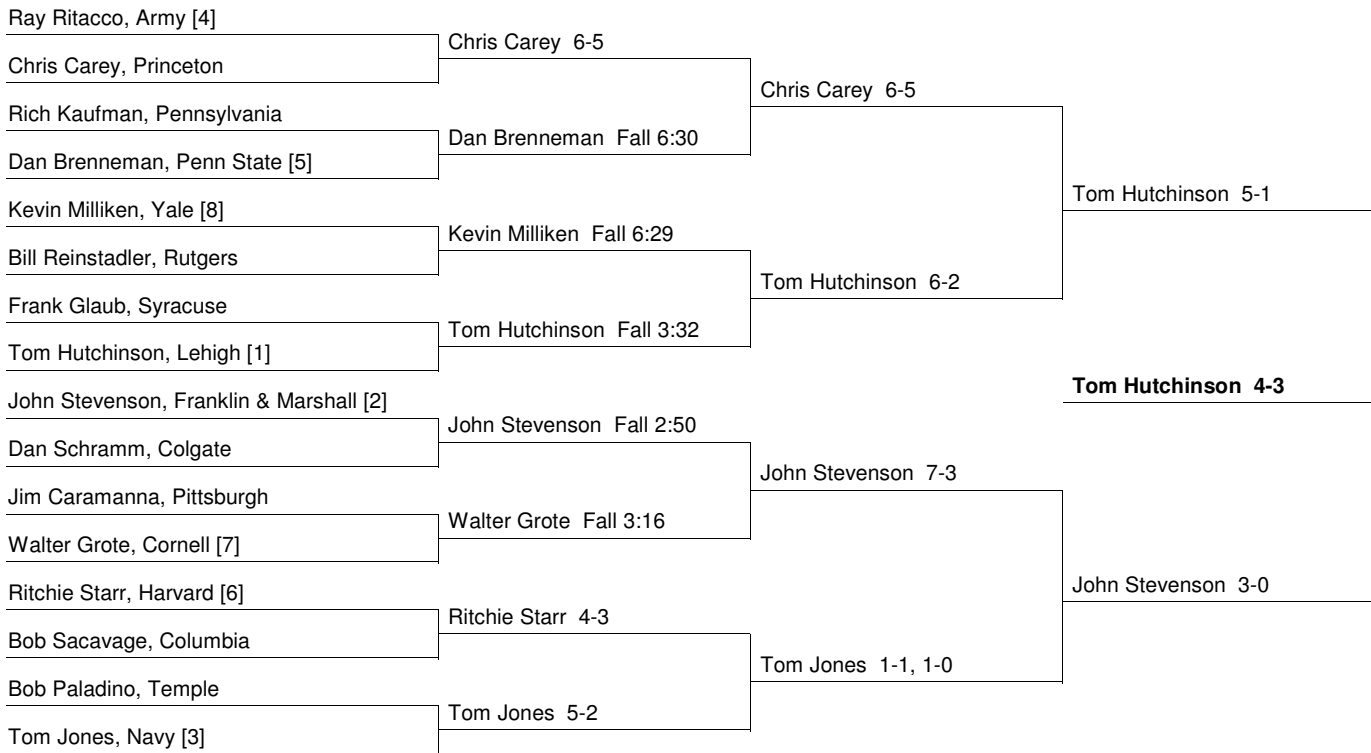 Ray Ritacco, Army [4]
Chris Carey, Princeton
Rich Kaufman, Pennsylvania
Dan Brenneman, Penn State [5]
Kevin Milliken, Yale [8]
Bill Reinstadler, Rutgers
Frank Glaub, Syracuse
Tom Hutchinson, Lehigh [1]
John Stevenson, Franklin & Marshall [2]
Dan Schramm, Colgate
Jim Caramanna, Pittsburgh
Walter Grote, Cornell [7]
Ritchie Starr, Harvard [6]
Bob Sacavage, Columbia
Bob Paladino, Temple
Tom Jones, Navy [3]
Chris Carey 6-5
Dan Brenneman Fall 6:30
Kevin Milliken Fall 6:29
Tom Hutchinson Fall 3:32
John Stevenson Fall 2:50
Walter Grote Fall 3:16
Ritchie Starr 4-3
Tom Jones 5-2
Chris Carey 6-5
Tom Hutchinson 6-2
John Stevenson 7-3
Tom Jones 1-1, 1-0
Tom Hutchinson 5-1
Tom Hutchinson 4-3
John Stevenson 3-0